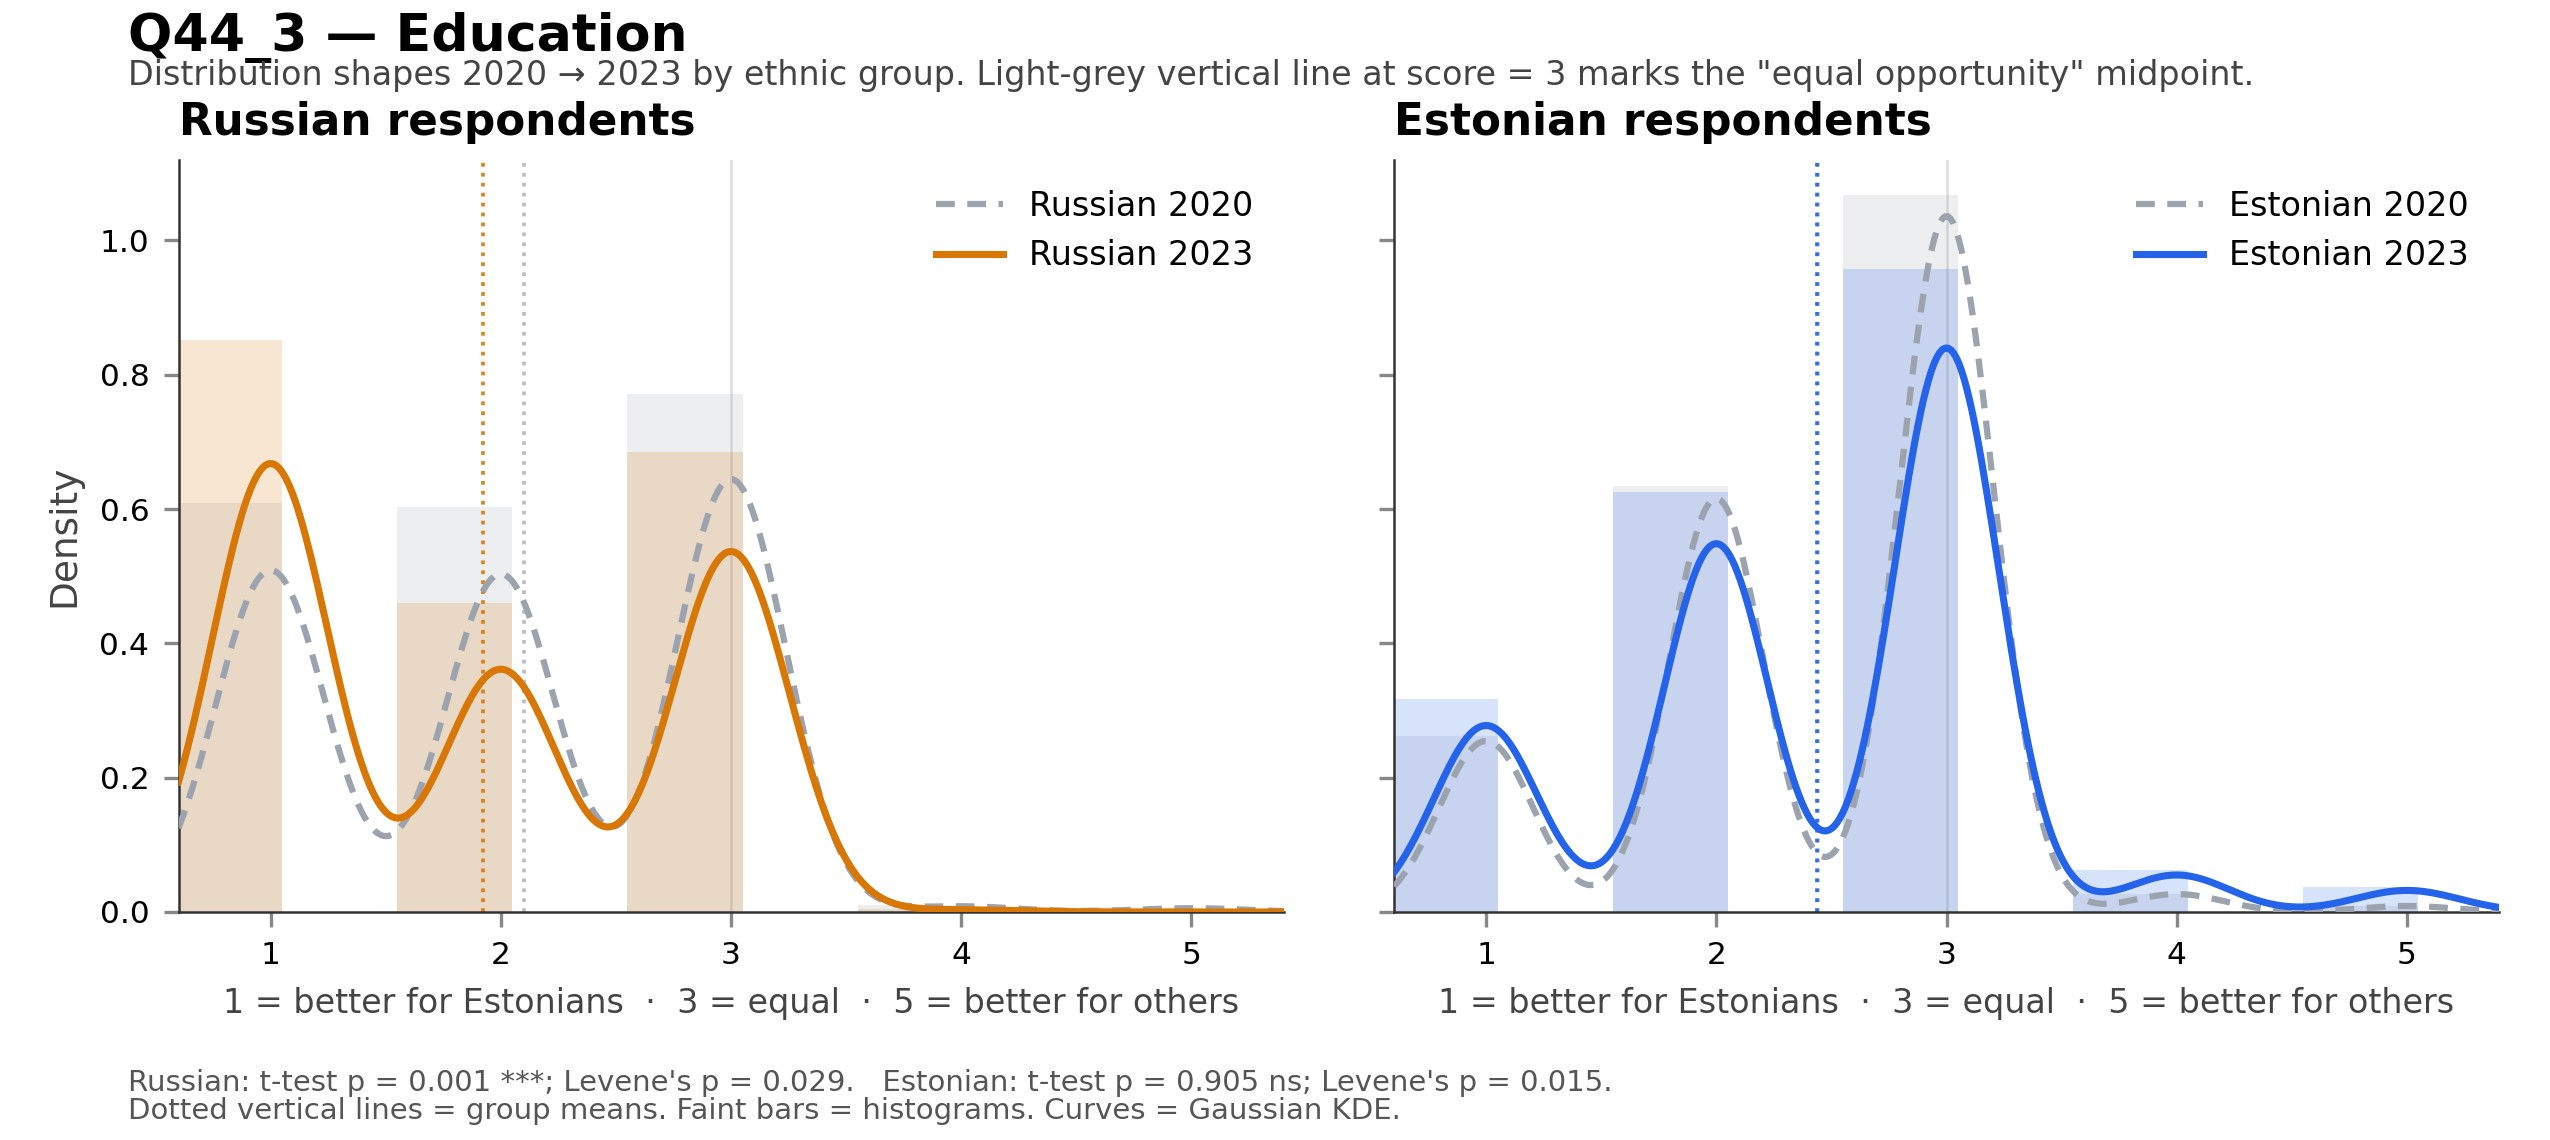 Q44_3 — Education
Distribution shapes 2020 → 2023 by ethnic group. Light-grey vertical line at score = 3 marks the "equal opportunity" midpoint.
Russian respondents
Russian 2020
Russian 2023
Density
1.0
0.8
0.6
0.4
0.2
0.0
1 2 3 4 5
1 = better for Estonians · 3 = equal · 5 = better for others
Estonian respondents
Estonian 2020
Estonian 2023
1 2 3 4 5
1 = better for Estonians · 3 = equal · 5 = better for others
Russian: t-test p = 0.001 ***; Levene's p = 0.029. Estonian: t-test p = 0.905 ns; Levene's p = 0.015.
Dotted vertical lines = group means. Faint bars = histograms. Curves = Gaussian KDE.